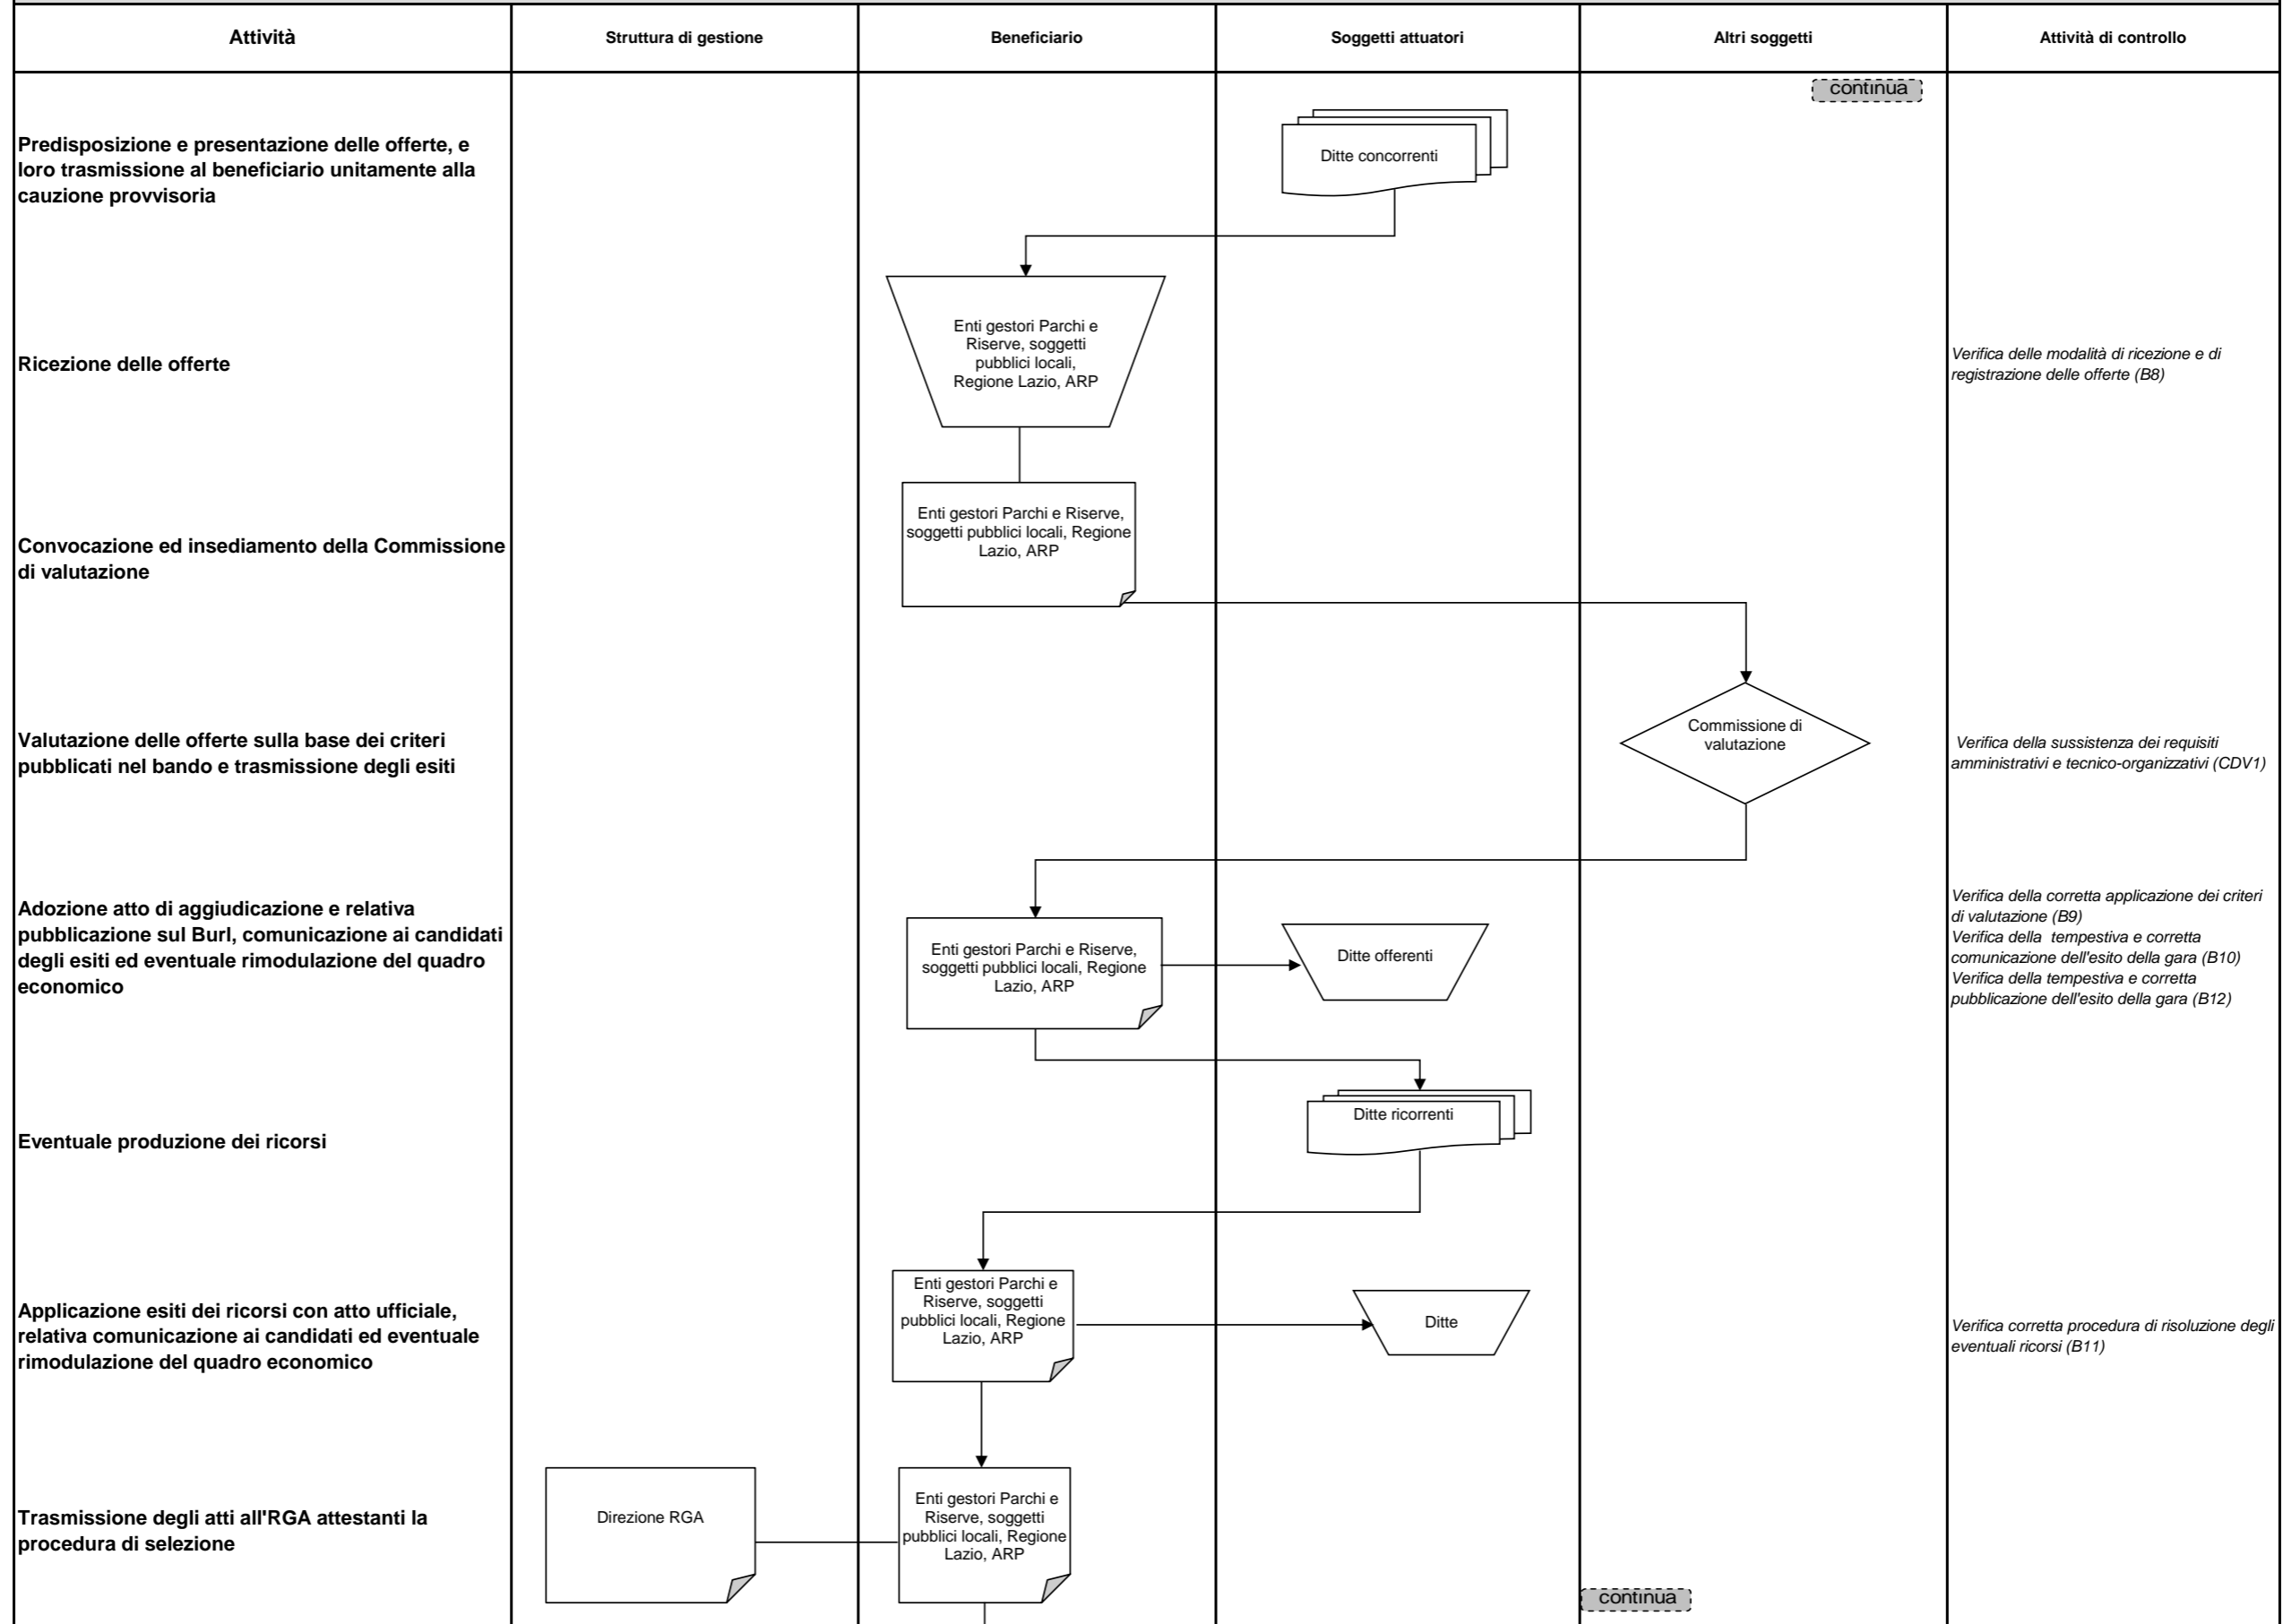 Attività
Struttura di gestione
Beneficiario
Soggetti attuatori
Altri soggetti
Attività di controllo
continua
Predisposizione e presentazione delle offerte, e
loro trasmissione al beneficiario unitamente alla
cauzione provvisoria
Ditte concorrenti
Ricezione delle offerte
Enti gestori Parchi e
Riserve, soggetti
pubblici locali,
Regione Lazio, ARP
Verifica delle modalità di ricezione e di
registrazione delle offerte (B8)
Convocazione ed insediamento della Commissione
di valutazione
Enti gestori Parchi e Riserve,
soggetti pubblici locali, Regione
Lazio, ARP
Valutazione delle offerte sulla base dei criteri
pubblicati nel bando e trasmissione degli esiti
Commissione di
valutazione
Verifica della sussistenza dei requisiti
amministrativi e tecnico-organizzativi (CDV1)
Adozione atto di aggiudicazione e relativa
pubblicazione sul Burl, comunicazione ai candidati
degli esiti ed eventuale rimodulazione del quadro
economico
Enti gestori Parchi e Riserve,
soggetti pubblici locali, Regione
Lazio, ARP
Ditte offerenti
Verifica della corretta applicazione dei criteri
di valutazione (B9)
Verifica della  tempestiva e corretta
comunicazione dell'esito della gara (B10)
Verifica della tempestiva e corretta
pubblicazione dell'esito della gara (B12)
Eventuale produzione dei ricorsi
Ditte ricorrenti
Applicazione esiti dei ricorsi con atto ufficiale,
relativa comunicazione ai candidati ed eventuale
rimodulazione del quadro economico
Enti gestori Parchi e
Riserve, soggetti
pubblici locali, Regione
Lazio, ARP
Ditte
Verifica corretta procedura di risoluzione degli
eventuali ricorsi (B11)
Trasmissione degli atti all'RGA attestanti la
procedura di selezione
Direzione RGA
Enti gestori Parchi e
Riserve, soggetti
pubblici locali, Regione
Lazio, ARP
continua